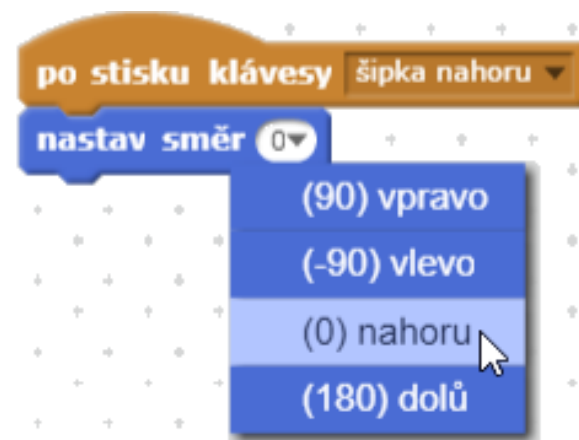 po stisku klávesy šipka nahoru
nastav směr 0
(90) vpravo
(-90) vlevo
(0) nahoru
(180) dolů